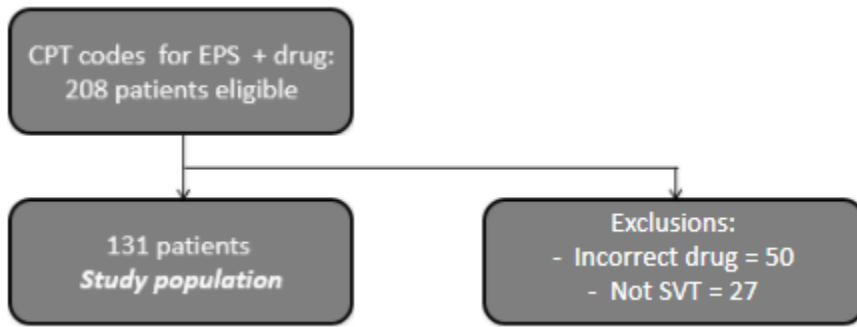 CPT codes for EPS + drug:
208 patients eligible
131 patients
Study population
Exclusions:
- Incorrect drug = 50
- Not SVT = 27